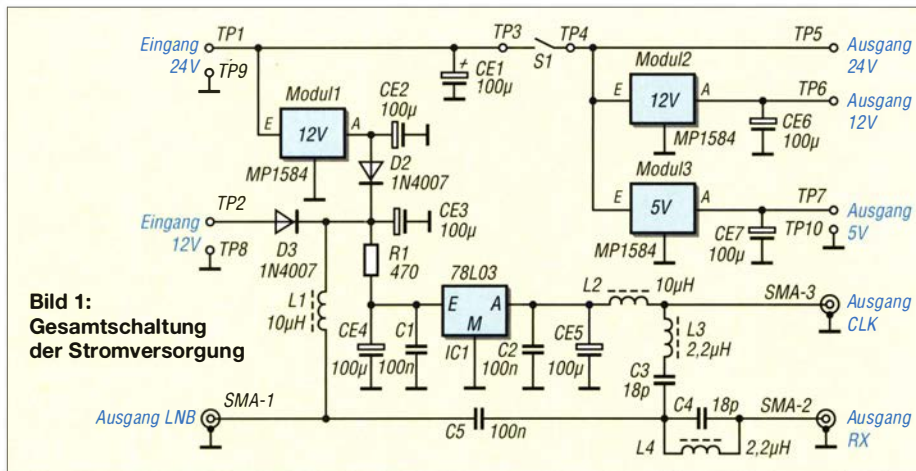 Eingang
24V
TP1
TP9
TP3
S1
TP4
TP5
Ausgang
24V
CE1
100µ
+
Modul1
E
12V
A
MP1584
CE2
100µ
D2
1N4007
Modul2
E
12V
A
MP1584
TP6
Ausgang
12V
CE6
100µ
Modul3
E
5V
A
MP1584
TP7
TP10
Ausgang
5V
CE7
100µ
Eingang
12V
TP2
TP8
D3
1N4007
CE3
100µ
L1
10µH
R1
470
78L03
E
A
M
IC1
CE4
100µ
C1
100n
C2
100n
CE5
100µ
L2
10µH
SMA-3
Ausgang
CLK
L3
2,2µH
C3
18p
C4
18p
SMA-2
Ausgang
RX
L4
2,2µH
C5
100n
Ausgang LNB
SMA-1
Bild 1:
Gesamtschaltung
der Stromversorgung